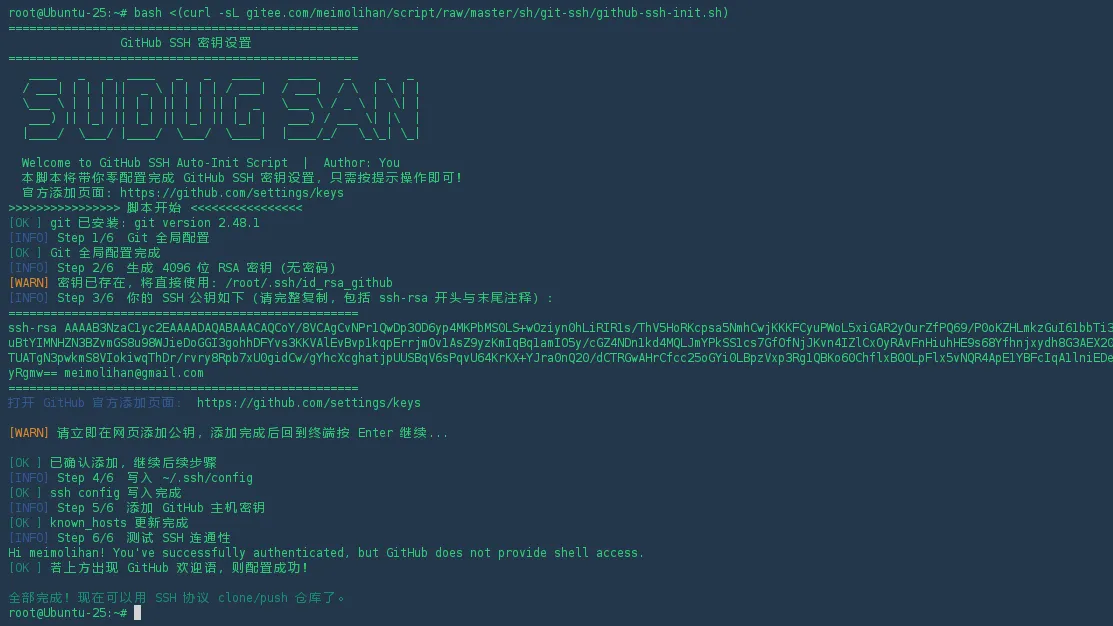 root@Ubuntu-25:~# bash <(curl -sL gitee.com/meimolihan/script/raw/master/sh/git-ssh/github-ssh-init.sh)
==================================================
GitHub SSH 密钥设置
==================================================
Welcome to GitHub SSH Auto-Init Script | Author: You
本脚本将带你零配置完成 GitHub SSH 密钥设置，只需按提示操作即可！
官方添加页面: https://github.com/settings/keys
>>>>>>>>>>>>>>>> 脚本开始 <<<<<<<<<<<<<<<<
[OK ] git 已安装: git version 2.48.1
[INFO] Step 1/6 Git 全局配置
[OK ] Git 全局配置完成
[INFO] Step 2/6 生成 4096 位 RSA 密钥 (无密码)
[WARN] 密钥已存在，将直接使用: /root/.ssh/id_rsa_github
[INFO] Step 3/6 你的 SSH 公钥如下 (请完整复制，包括 ssh-rsa 开头与末尾注释) :
==================================================
ssh-rsa
yRgmw== meimolihan@gmail.com
==================================================
打开 GitHub 官方添加页面: https://github.com/settings/keys
[WARN] 请立即在网页添加公钥，添加完成后回到终端按 Enter 继续...
[OK ] 已确认添加，继续后续步骤
[INFO] Step 4/6 写入 ~/.ssh/config
[OK ] ssh config 写入完成
[INFO] Step 5/6 添加 GitHub 主机密钥
[OK ] known_hosts 更新完成
[INFO] Step 6/6 测试 SSH 连通性
Hi meimolihan! You've successfully authenticated, but GitHub does not provide shell access.
[OK ] 若上方出现 GitHub 欢迎语，则配置成功！
全部完成！现在可以用 SSH 协议 clone/push 仓库了。
root@Ubuntu-25:~#